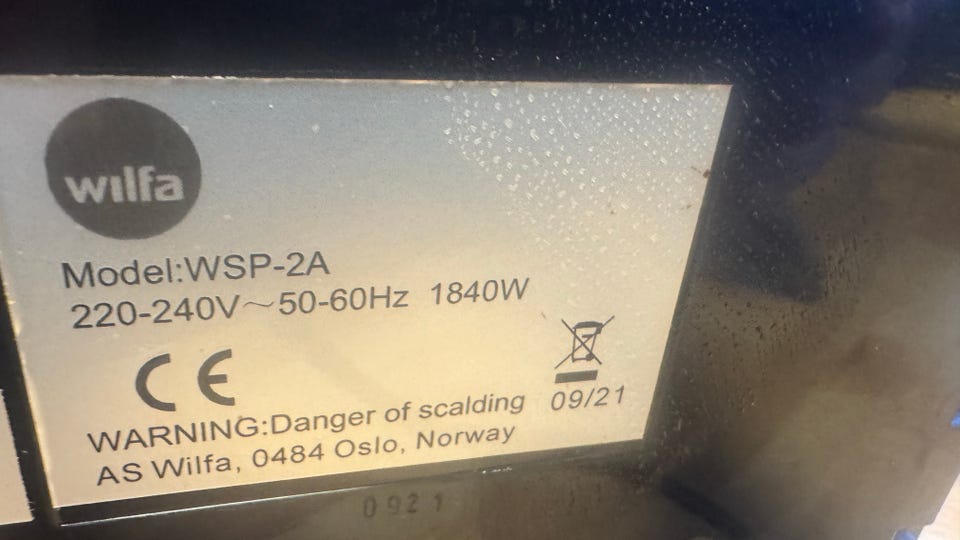 wilfa
Model:WSP-2A
220-240V～50-60Hz 1840W
CE
WARNING:Danger of scalding 09/21
AS Wilfa, 0484 Oslo, Norway
0921